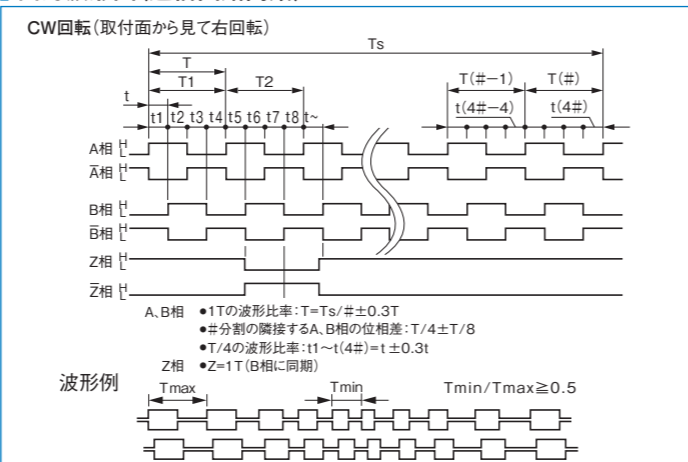 CW回転(取付面から見て右回転)
Ts
T
T1 T2 T(#−1) T(#)
t t(4#−4) t(4#)
t1 t2 t3 t4 t5 t6 t7 t8 t~
A相 H L
A̅相 H L
B相 H L
B̅相 H L
Z相 H L
Z̅相 H L
A、B相 ●1Tの波形比率:T=Ts/#±0.3T
●#分割の隣接するA、B相の位相差:T/4±T/8
●T/4の波形比率:t1~t(4#)=t±0.3t
Z相 ●Z=1T(B相に同期)
波形例 Tmax Tmin Tmin/Tmax≧0.5